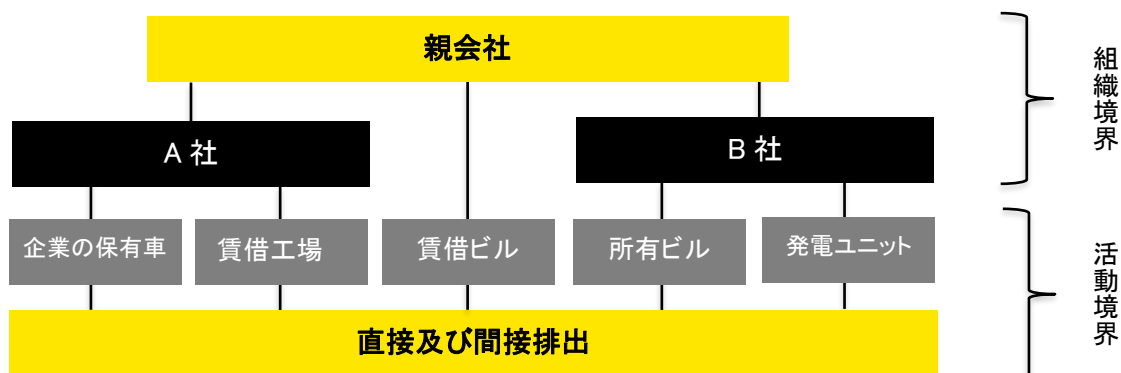 親会社
組織境界
A 社
B 社
企業の保有車
賃借工場
賃借ビル
所有ビル
発電ユニット
活動境界
直接及び間接排出